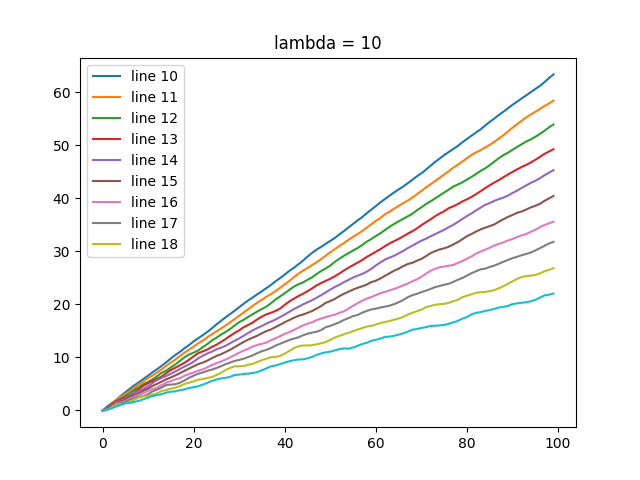 lambda = 10
line 10
line 11
line 12
line 13
line 14
line 15
line 16
line 17
line 18
60
50
40
30
20
10
0
0 20 40 60 80 100